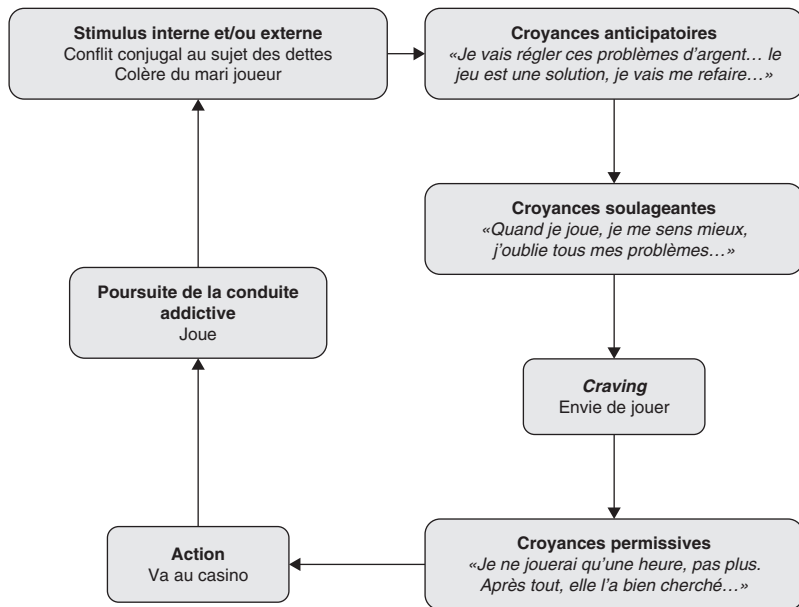 Stimulus interne et/ou externe
Conflit conjugal au sujet des dettes
Colère du mari joueur
Croyances anticipatoires
«Je vais régler ces problèmes d'argent… le
jeu est une solution, je vais me refaire…»
Croyances soulageantes
«Quand je joue, je me sens mieux,
j'oublie tous mes problèmes…»
Craving
Envie de jouer
Croyances permissives
«Je ne jouerai qu'une heure, pas plus.
Après tout, elle l'a bien cherché…»
Action
Va au casino
Poursuite de la conduite
addictive
Joue